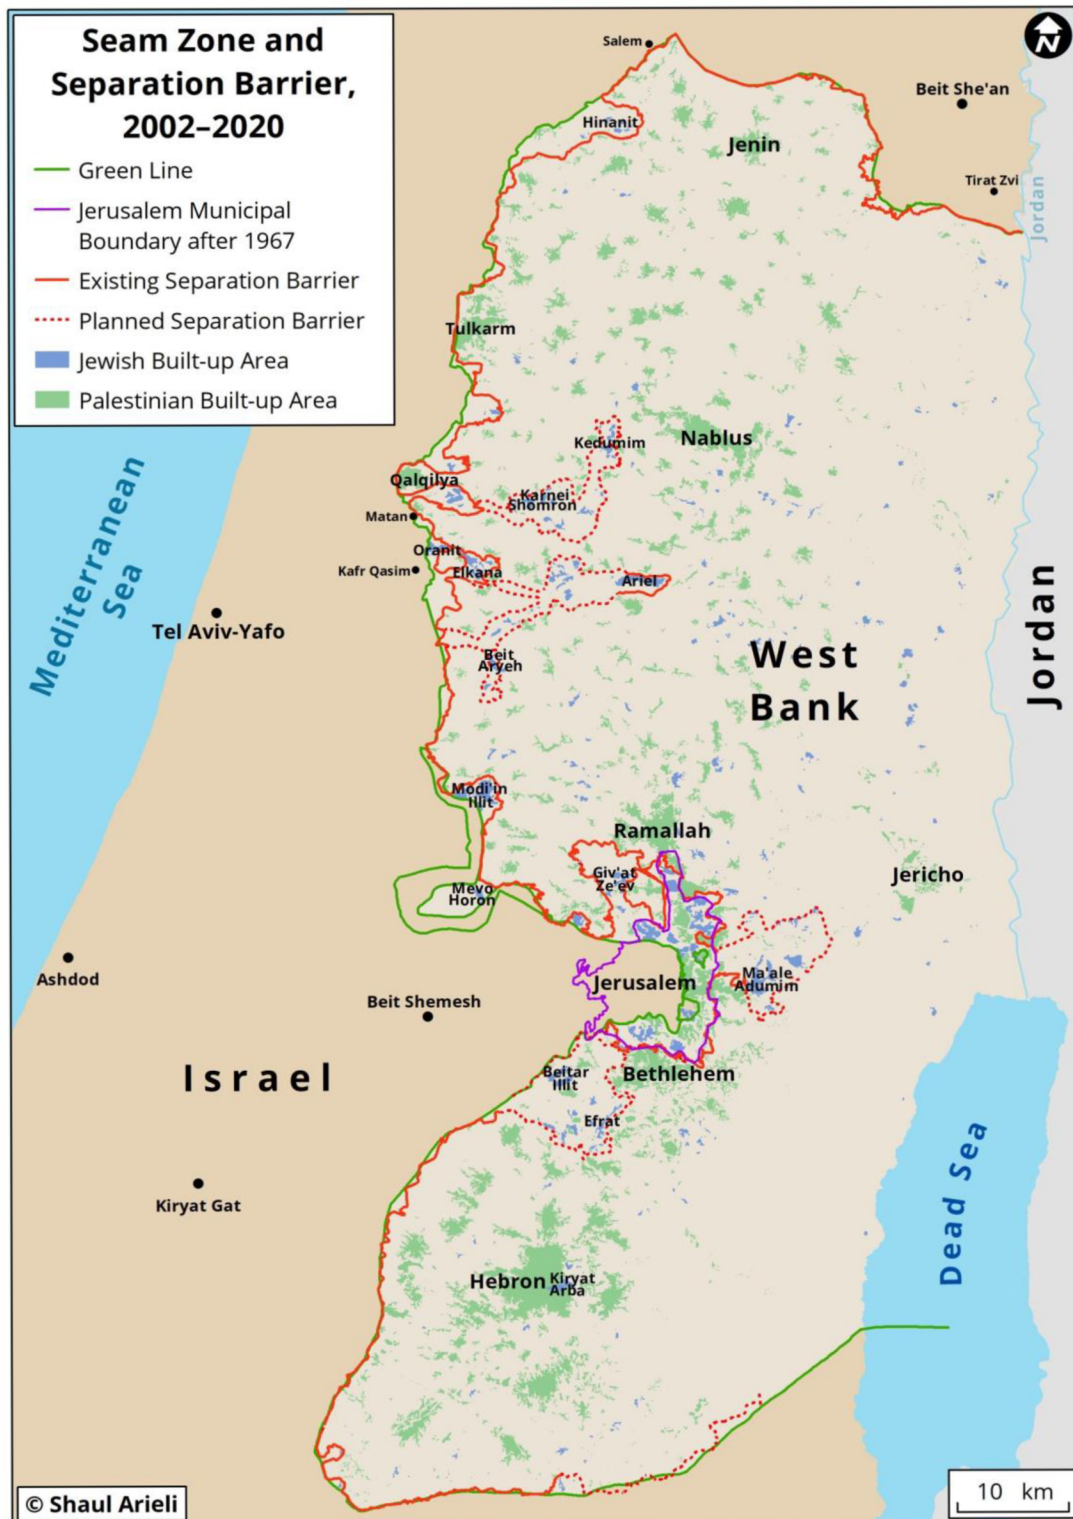 Seam Zone and
Separation Barrier,
2002–2020
Green Line
Jerusalem Municipal
Boundary after 1967
Existing Separation Barrier
Planned Separation Barrier
Jewish Built-up Area
Palestinian Built-up Area
N
Salem
Beit She'an
Hinanit
Jenin
Tirat Zvi
Jordan
Tulkarm
Kedumim
Nablus
Qalqilya
Karnei
Shomron
Matan
Oranit
Kafr Qasim
Elkana
Ariel
Mediterranean
Sea
Tel Aviv-Yafo
Beit
Aryeh
West
Bank
Jordan
Modi'in
Illit
Ramallah
Giv'at
Ze'ev
Jericho
Mevo
Horon
Ashdod
Jerusalem
Ma'ale
Adumim
Beit Shemesh
Israel
Beitar
Illit
Bethlehem
Efrat
Kiryat Gat
Dead Sea
Hebron
Kiryat
Arba
© Shaul Arieli
10 km